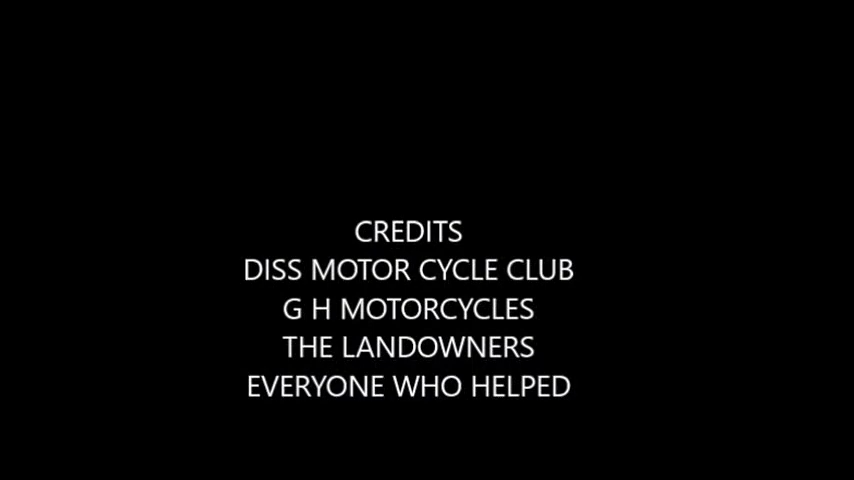 CREDITS
DISS MOTOR CYCLE CLUB
G H MOTORCYCLES
THE LANDOWNERS
EVERYONE WHO HELPED